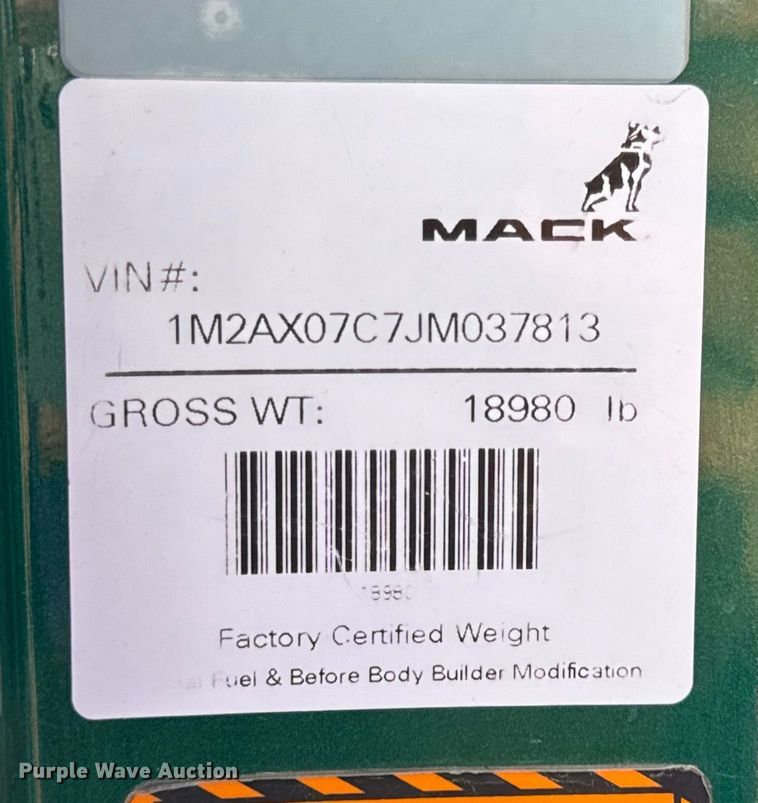 MACK
VIN#:
1M2AX07C7JM037813
GROSS WT: 18980 lb
18980
Factory Certified Weight
Fuel & Before Body Builder Modification
Purple Wave Auction